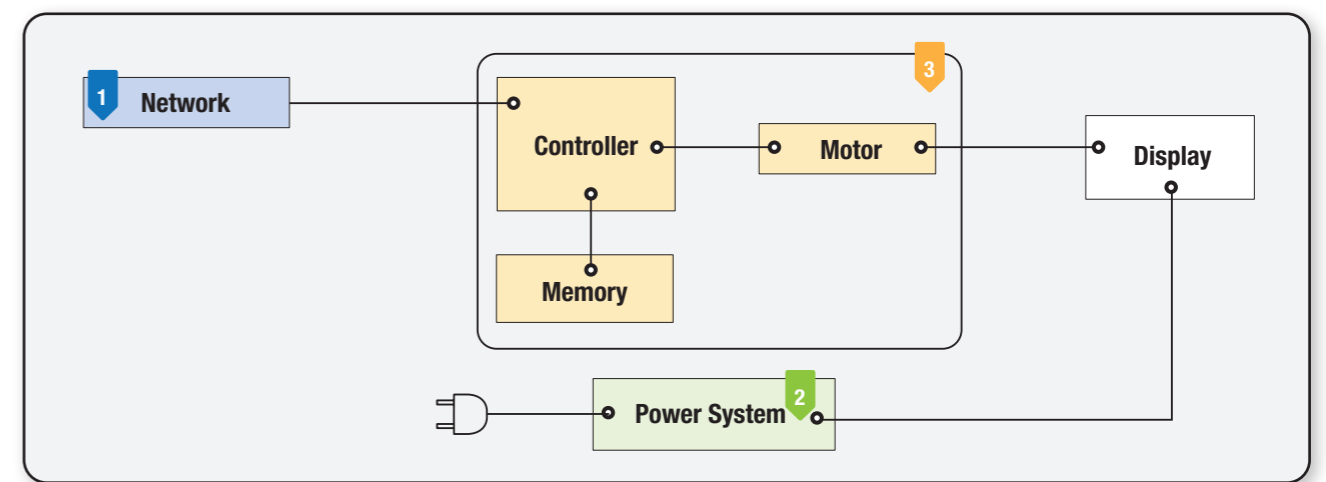 3
1
Network
Controller
Motor
Display
Memory
2
Power System